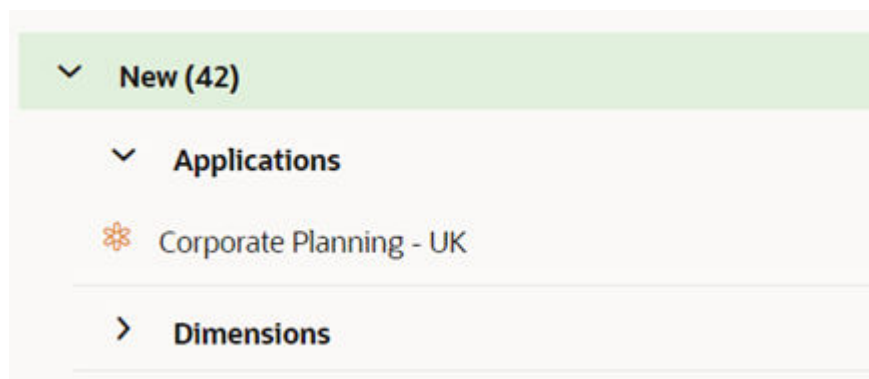 New (42)
Applications
Corporate Planning - UK
Dimensions